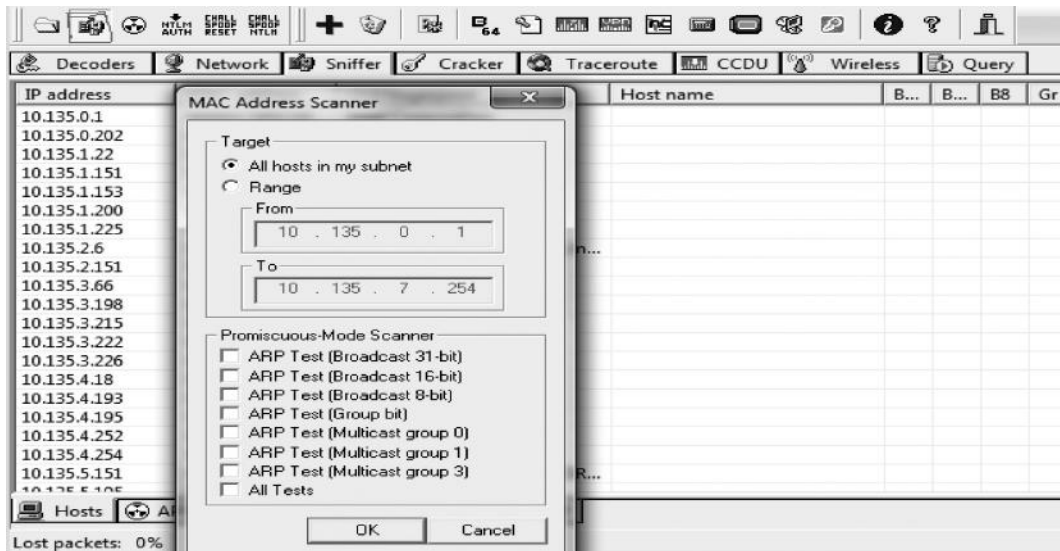 64 NTLM AUTH CHALL SPOOF RESET CHALL SPOOF NTLM
Decoders Network Sniffer Cracker Traceroute CCDU Wireless Query
IP address Host name B... B... B8 Gr
MAC Address Scanner
10.135.0.1
10.135.0.202
10.135.1.22
10.135.1.151
10.135.1.153
10.135.1.200
10.135.1.225
10.135.2.6
10.135.2.151
10.135.3.66
10.135.3.198
10.135.3.215
10.135.3.222
10.135.3.226
10.135.4.18
10.135.4.193
10.135.4.195
10.135.4.252
10.135.4.254
10.135.5.151
Target
All hosts in my subnet
Range
From
10 . 135 . 0 . 1
To
10 . 135 . 7 . 254
n...
Promiscuous-Mode Scanner
ARP Test (Broadcast 31-bit)
ARP Test (Broadcast 16-bit)
ARP Test (Broadcast 8-bit)
ARP Test (Group bit)
ARP Test (Multicast group 0)
ARP Test (Multicast group 1)
ARP Test (Multicast group 3)
All Tests
R...
OK Cancel
Hosts
Lost packets: 0%